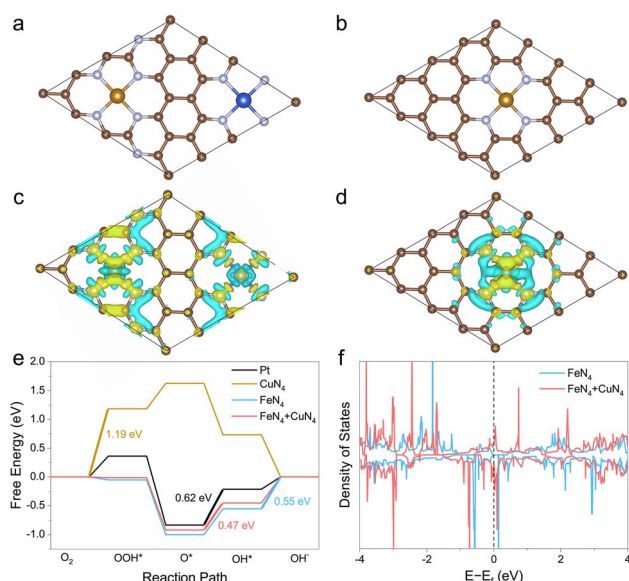 a
b
c
d
e
2.0
1.5
1.0
0.5
0.0
-0.5
-1.0
Free Energy (eV)
Pt
CuN₄
FeN₄
FeN₄+CuN₄
1.19 eV
0.62 eV
0.47 eV
0.55 eV
O₂ OOH* O* OH* OH⁻
Reaction Path
f
Density of States
FeN₄
FeN₄+CuN₄
-4 -2 0 2 4
E−E𝒇 (eV)